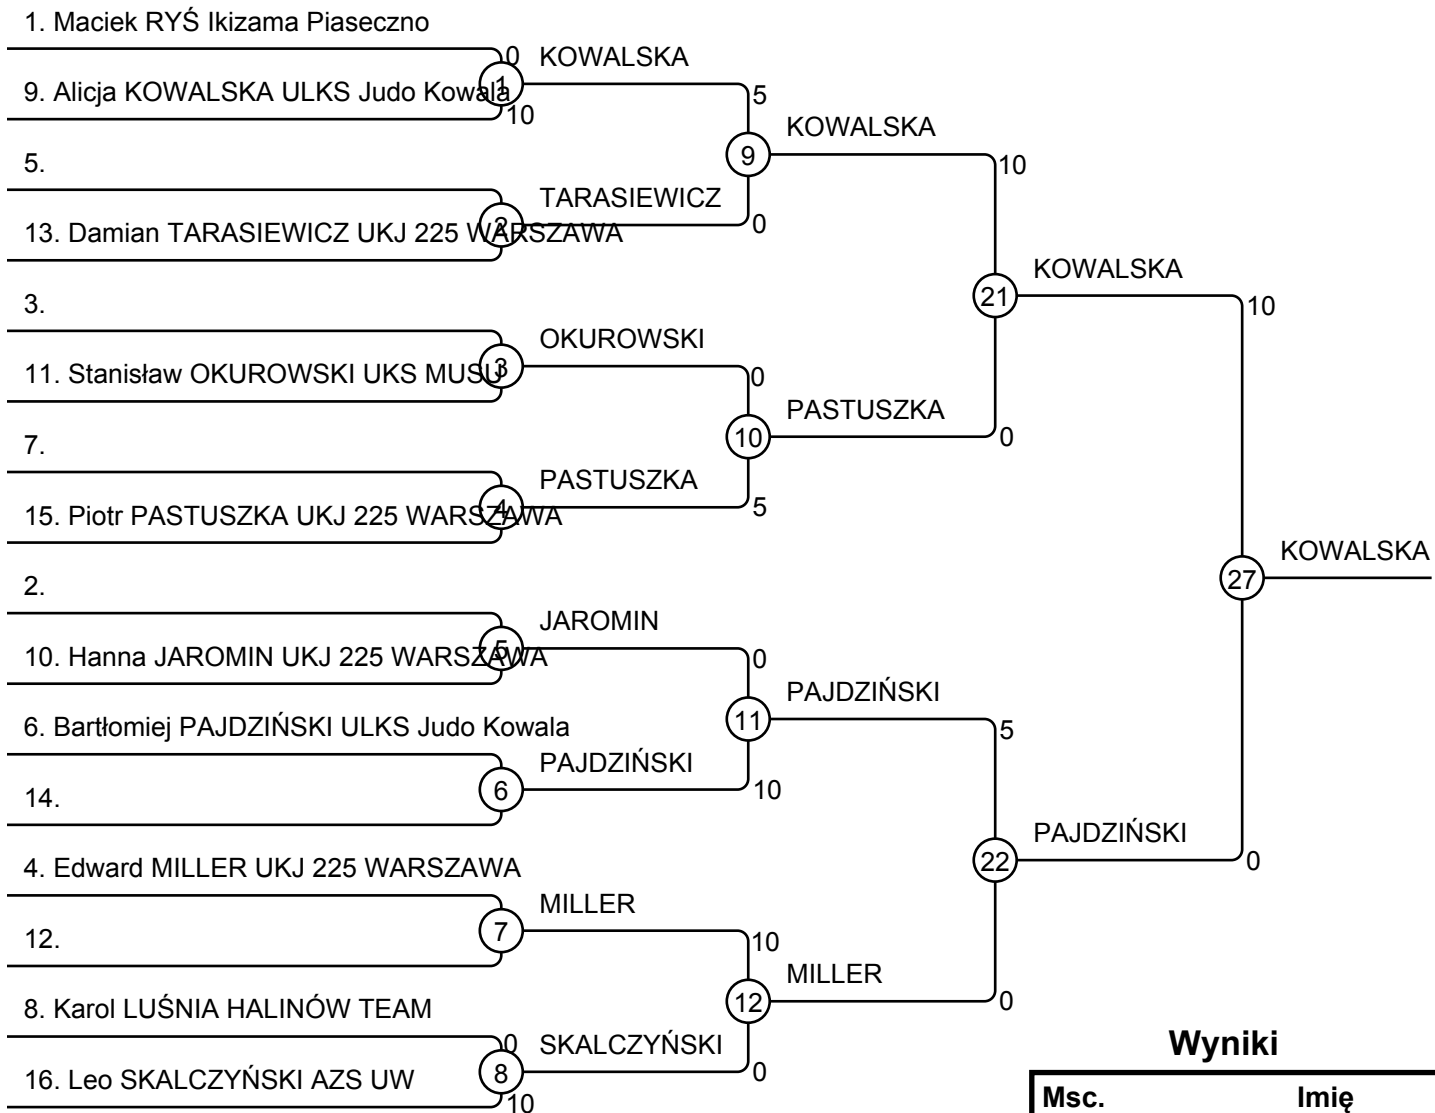 1. Maciek RYŚ Ikizama Piaseczno
0 KOWALSKA
9. Alicja KOWALSKA ULKS Judo Kowala
1
10
5
KOWALSKA
9
10
5.
TARASIEWICZ
2
0
13. Damian TARASIEWICZ UKJ 225 WARSZAWA
KOWALSKA
21
10
3.
OKUROWSKI
3
0
11. Stanisław OKUROWSKI UKS MUSU
PASTUSZKA
10
0
7.
PASTUSZKA
4
5
15. Piotr PASTUSZKA UKJ 225 WARSZAWA
KOWALSKA
27
2.
JAROMIN
5
0
10. Hanna JAROMIN UKJ 225 WARSZAWA
PAJDZIŃSKI
11
5
6. Bartłomiej PAJDZIŃSKI ULKS Judo Kowala
PAJDZIŃSKI
6
10
14.
PAJDZIŃSKI
22
0
4. Edward MILLER UKJ 225 WARSZAWA
MILLER
7
10
12.
MILLER
12
0
8. Karol LUŚNIA HALINÓW TEAM
0 SKALCZYŃSKI
8
0
16. Leo SKALCZYŃSKI AZS UW
10
Wyniki
Msc. Imię